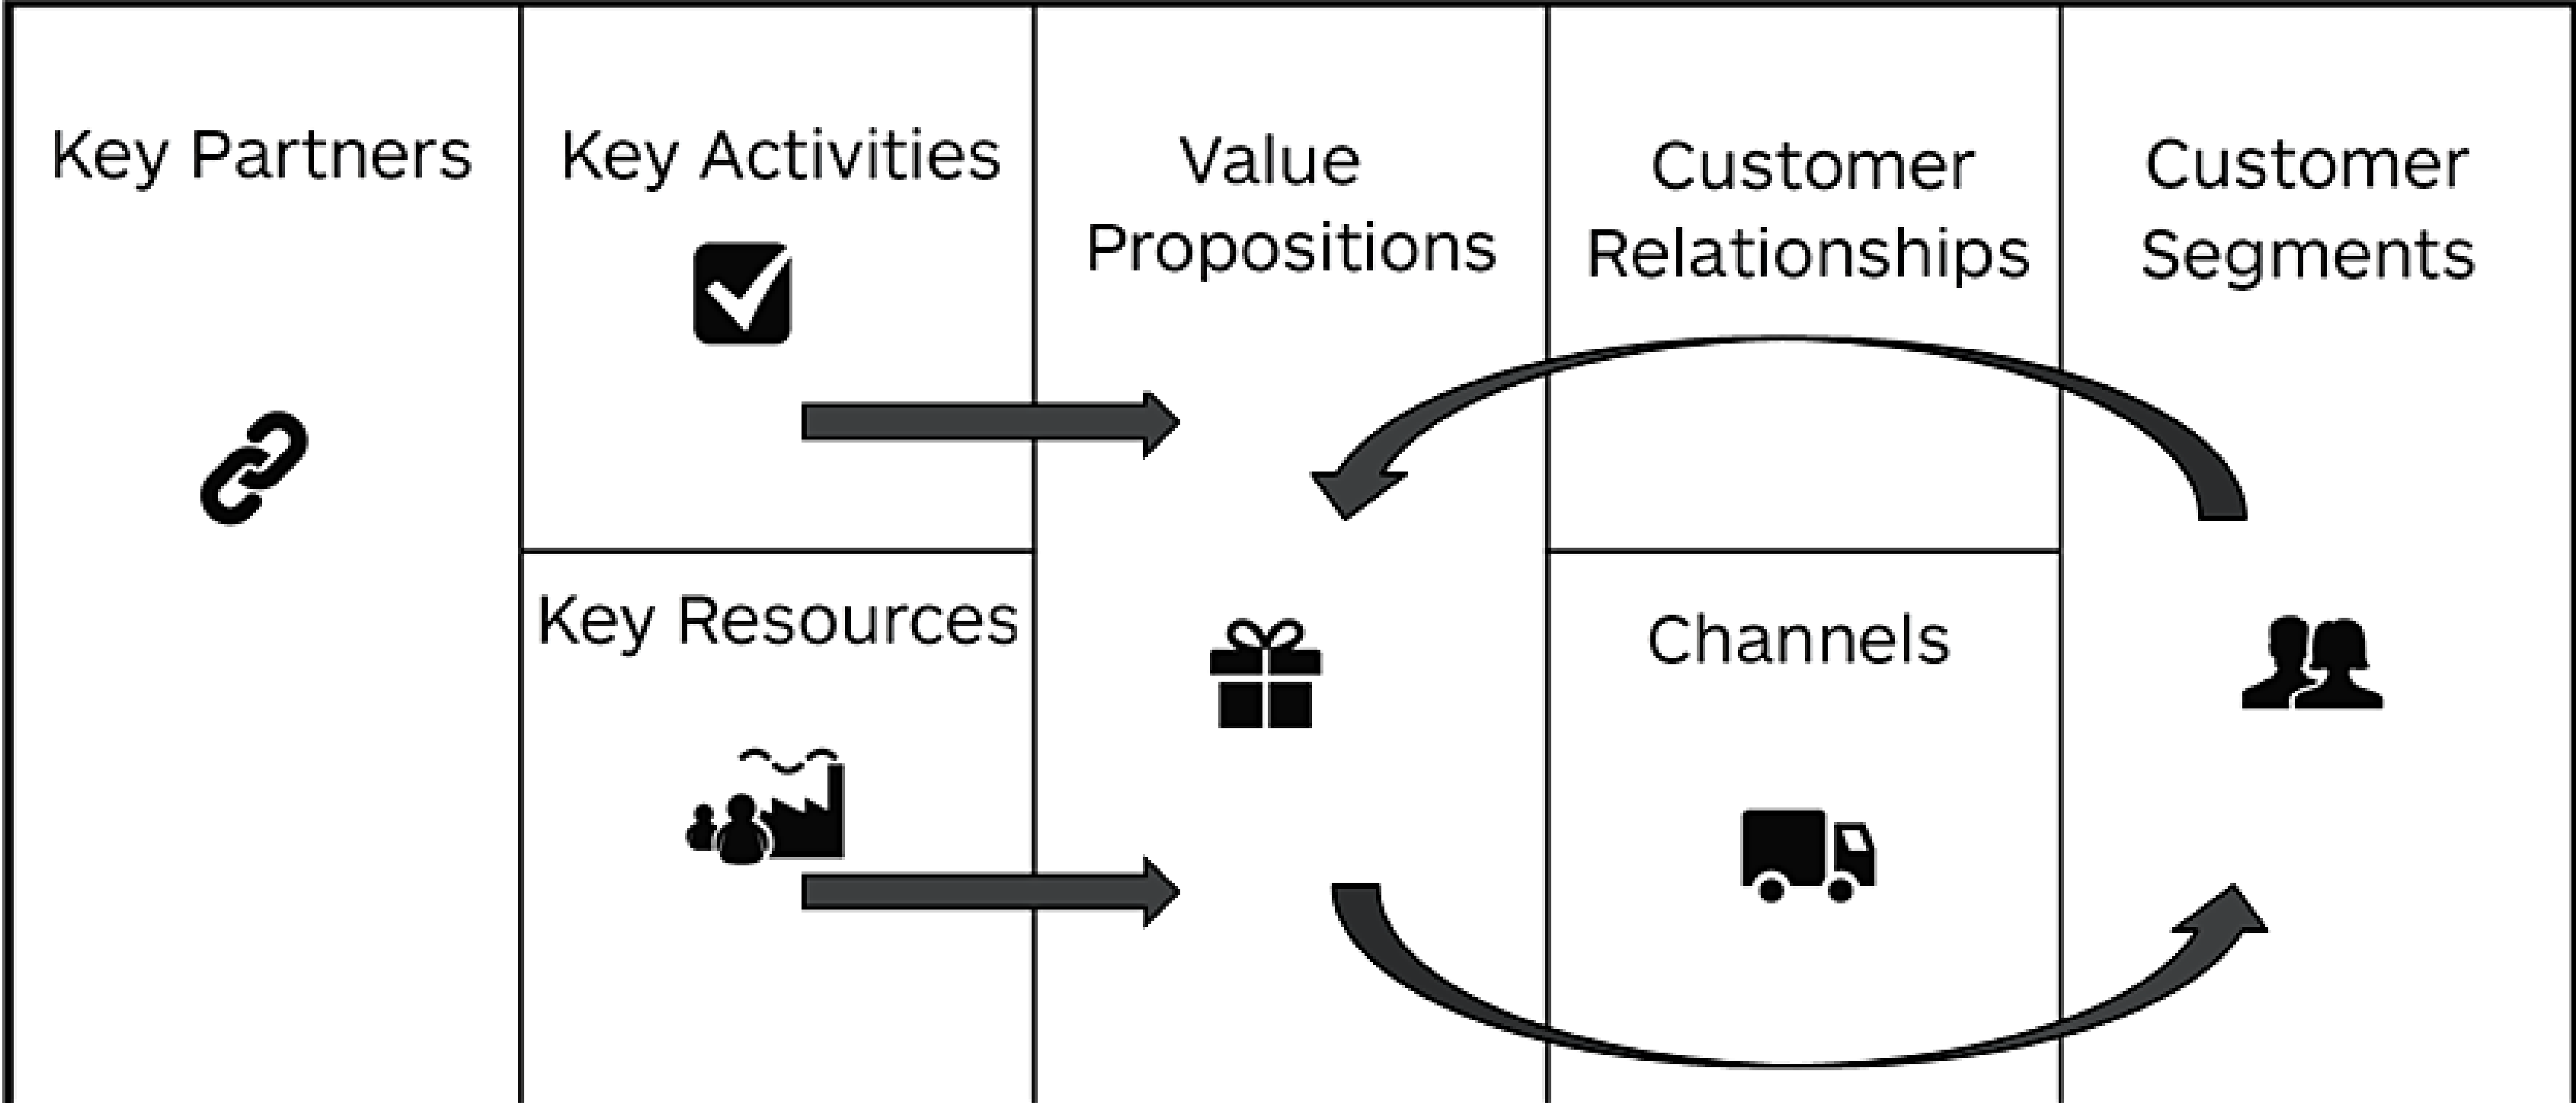 Key Partners
Key Activities
Key Resources
Value
Propositions
Customer
Relationships
Channels
Customer
Segments